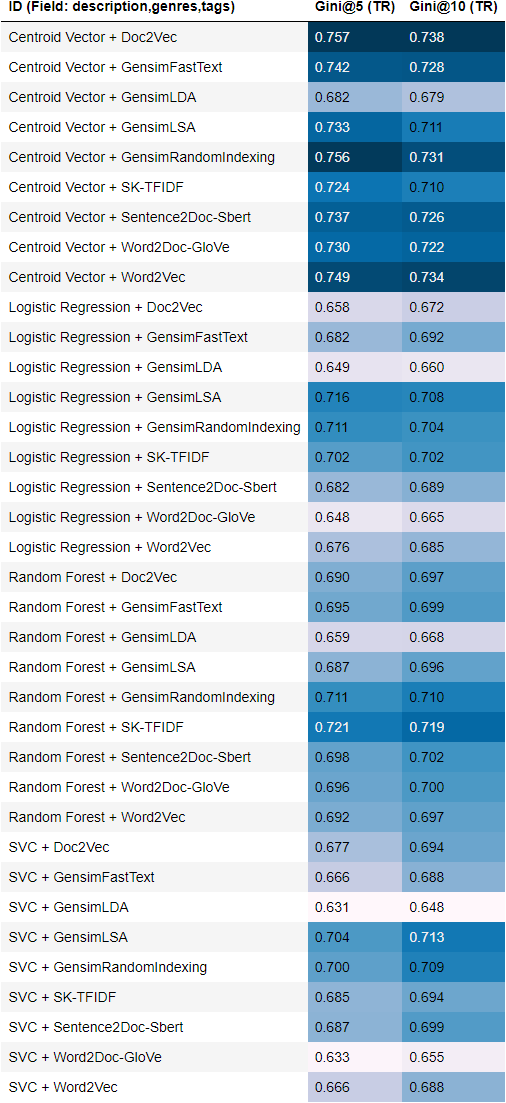 ID (Field: description,genres,tags) Gini@5 (TR) Gini@10 (TR)
Centroid Vector + Doc2Vec 0.757 0.738
Centroid Vector + GensimFastText 0.742 0.728
Centroid Vector + GensimLDA 0.682 0.679
Centroid Vector + GensimLSA 0.733 0.711
Centroid Vector + GensimRandomIndexing 0.756 0.731
Centroid Vector + SK-TFIDF 0.724 0.710
Centroid Vector + Sentence2Doc-Sbert 0.737 0.726
Centroid Vector + Word2Doc-GloVe 0.730 0.722
Centroid Vector + Word2Vec 0.749 0.734
Logistic Regression + Doc2Vec 0.658 0.672
Logistic Regression + GensimFastText 0.682 0.692
Logistic Regression + GensimLDA 0.649 0.660
Logistic Regression + GensimLSA 0.716 0.708
Logistic Regression + GensimRandomIndexing 0.711 0.704
Logistic Regression + SK-TFIDF 0.702 0.702
Logistic Regression + Sentence2Doc-Sbert 0.682 0.689
Logistic Regression + Word2Doc-GloVe 0.648 0.665
Logistic Regression + Word2Vec 0.676 0.685
Random Forest + Doc2Vec 0.690 0.697
Random Forest + GensimFastText 0.695 0.699
Random Forest + GensimLDA 0.659 0.668
Random Forest + GensimLSA 0.687 0.696
Random Forest + GensimRandomIndexing 0.711 0.710
Random Forest + SK-TFIDF 0.721 0.719
Random Forest + Sentence2Doc-Sbert 0.698 0.702
Random Forest + Word2Doc-GloVe 0.696 0.700
Random Forest + Word2Vec 0.692 0.697
SVC + Doc2Vec 0.677 0.694
SVC + GensimFastText 0.666 0.688
SVC + GensimLDA 0.631 0.648
SVC + GensimLSA 0.704 0.713
SVC + GensimRandomIndexing 0.700 0.709
SVC + SK-TFIDF 0.685 0.694
SVC + Sentence2Doc-Sbert 0.687 0.699
SVC + Word2Doc-GloVe 0.633 0.655
SVC + Word2Vec 0.666 0.688